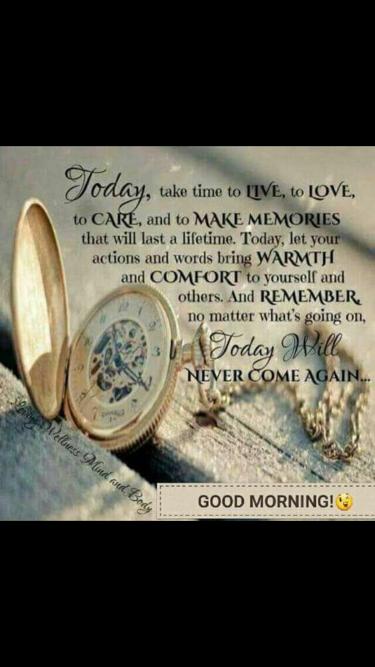 Today, take time to LIVE, to LOVE,
to CARE, and to MAKE MEMORIES
that will last a lifetime. Today, let your
actions and words bring WARMTH
and COMFORT to yourself and
others. And REMEMBER,
no matter what's going on,
Today Will
NEVER COME AGAIN...
Wellness Mind and Body
GOOD MORNING!😉